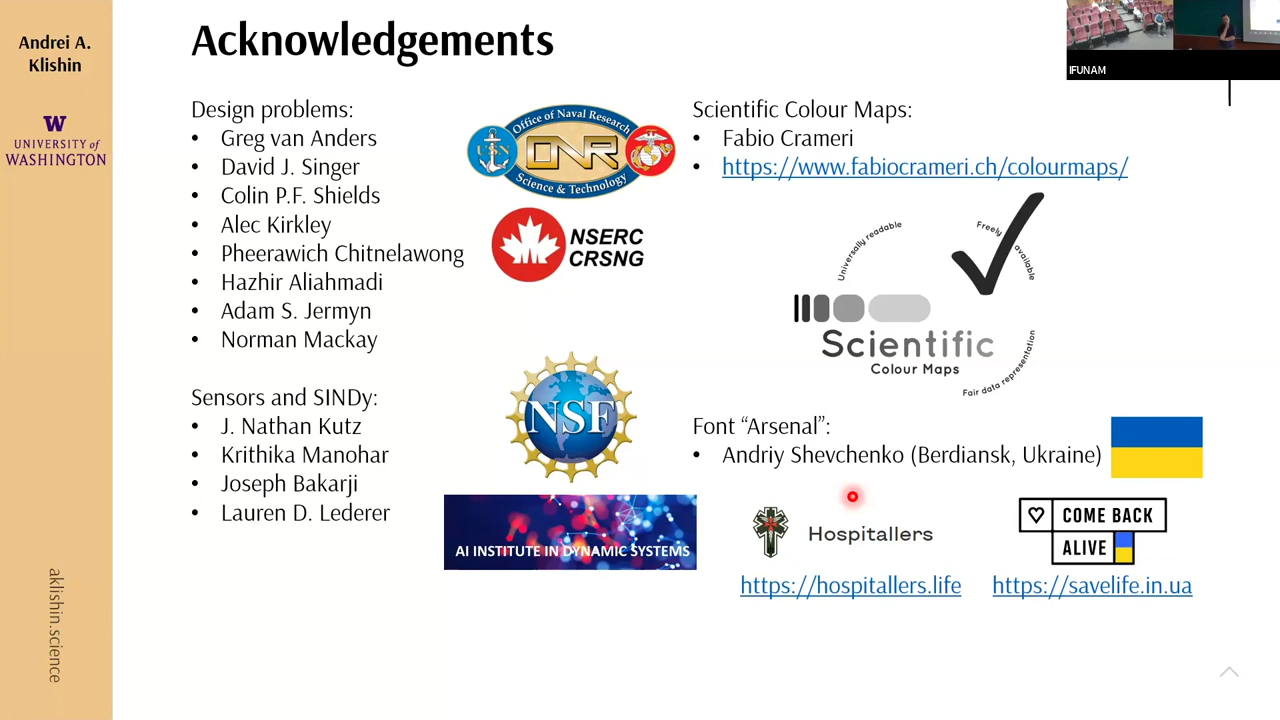 Andrei A.
Klishin
W
UNIVERSITY of
WASHINGTON
aklishin.science
Acknowledgements
IFUNAM
Design problems:
• Greg van Anders
• David J. Singer
• Colin P.F. Shields
• Alec Kirkley
• Pheerawich Chitnelawong
• Hazhir Aliahmadi
• Adam S. Jermyn
• Norman Mackay
Sensors and SINDy:
• J. Nathan Kutz
• Krithika Manohar
• Joseph Bakarji
• Lauren D. Lederer
Office of Naval Research
USN
ONR
Science & Technology
NSERC
CRSNG
NSF
AI INSTITUTE IN DYNAMIC SYSTEMS
Scientific Colour Maps:
• Fabio Crameri
• https://www.fabiocrameri.ch/colourmaps/
Universally readable
Freely available
Scientific
Colour Maps
Fair data representation
Font “Arsenal”:
• Andriy Shevchenko (Berdiansk, Ukraine)
Hospitallers
COME BACK
ALIVE
https://hospitallers.life
https://savelife.in.ua